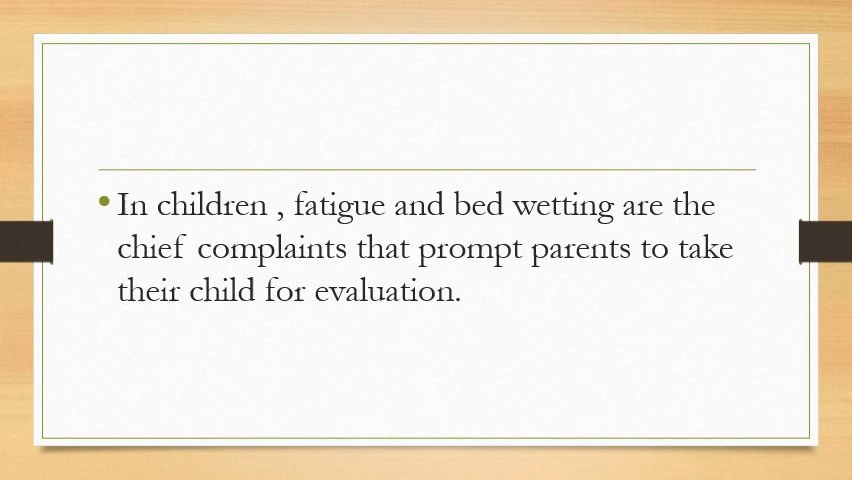 • In children , fatigue and bed wetting are the
chief complaints that prompt parents to take
their child for evaluation.